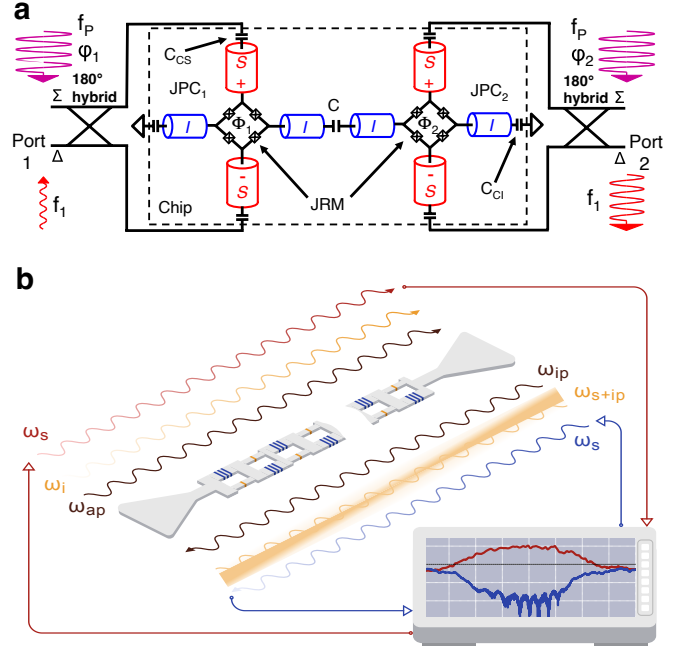 a
f_P
φ_1
180°
hybrid
Σ
Port
1
Δ
f_1
C_CS
S
+
JPC_1
I
Φ_1
I
C
I
-
S
Chip
JRM
S
+
JPC_2
Φ_2
I
-
S
C_CI
f_P
φ_2
180°
hybrid
Σ
Port
2
Δ
f_1
b
ω_s
ω_i
ω_ap
ω_ip
ω_s+ip
ω_s